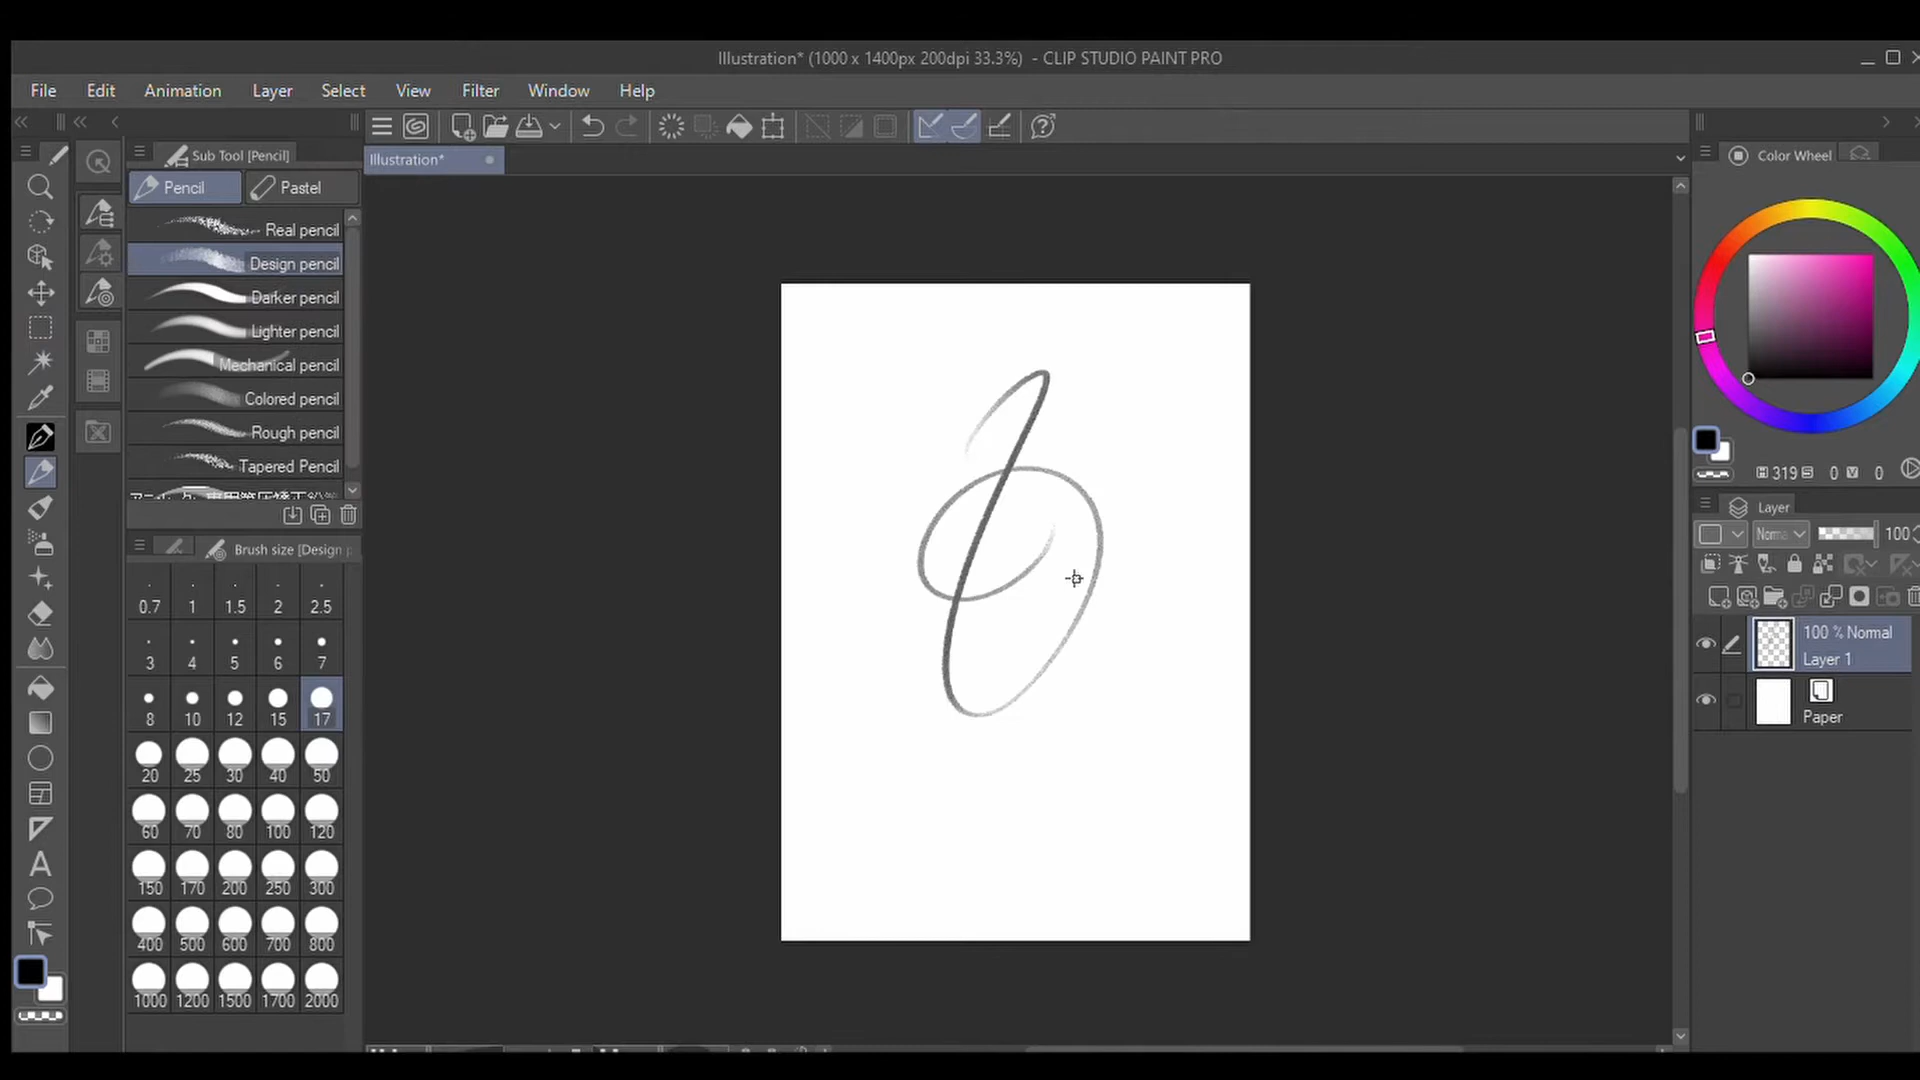 Illustration* (1000 x 1400px 200dpi 33.3%) - CLIP STUDIO PAINT PRO
File Edit Animation Layer Select View Filter Window Help
Illustration*
Sub Tool [Pencil]
Pencil Pastel
Real pencil
Design pencil
Darker pencil
Lighter pencil
Mechanical pencil
Colored pencil
Rough pencil
Tapered Pencil
Brush size [Design p
0.7 1 1.5 2 2.5
3 4 5 6 7
8 10 12 15 17
20 25 30 40 50
60 70 80 100 120
150 170 200 250 300
400 500 600 700 800
1000 1200 1500 1700 2000
Color Wheel
H 319 S 0 V 0
Layer
Norma 100
100 % Normal
Layer 1
Paper